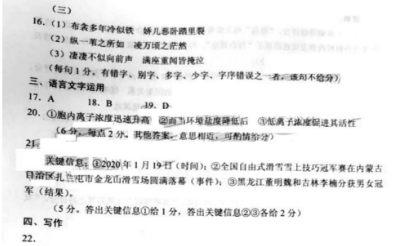 (三)
16.(1)布衾多年冷似铁 娇儿恶卧踏里裂
(2)纵一苇之所如 凌万顷之茫然
(3)凄凄不似向前声 满座重闻皆掩泣
(每句1分,有错字、别字、多字、少字、字序错误之一者,该句不给分)
三、语言文字运用
17. A 18. B 19. D
20. ①胞内离子浓度迅速升高 ②而当环境盐度降低后 ③低离子浓度促进其活性
(6分,每点2分。其他答案,意思相近,可酌情给分)
21.
关键信息:①2020年1月19日(时间);②全国自由式滑雪雪上技巧冠军赛在内蒙古
自治区扎兰屯市金龙山滑雪场圆满落幕(事件);③黑龙江董明魏和吉林李楠分获男女冠
军(结果)。
(5分。答出关键信息①给1分,答出关键信息②③各给2分)
四、写作
22.